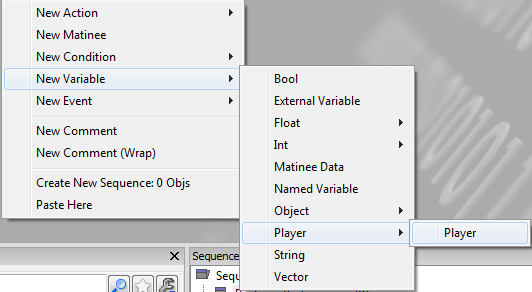 New Action
New Matinee
New Condition
New Variable
New Event
New Comment
New Comment (Wrap)
Create New Sequence: 0 Objs
Paste Here
Bool
External Variable
Float
Int
Matinee Data
Named Variable
Object
Player
String
Vector
Player
Sequence
Sequ